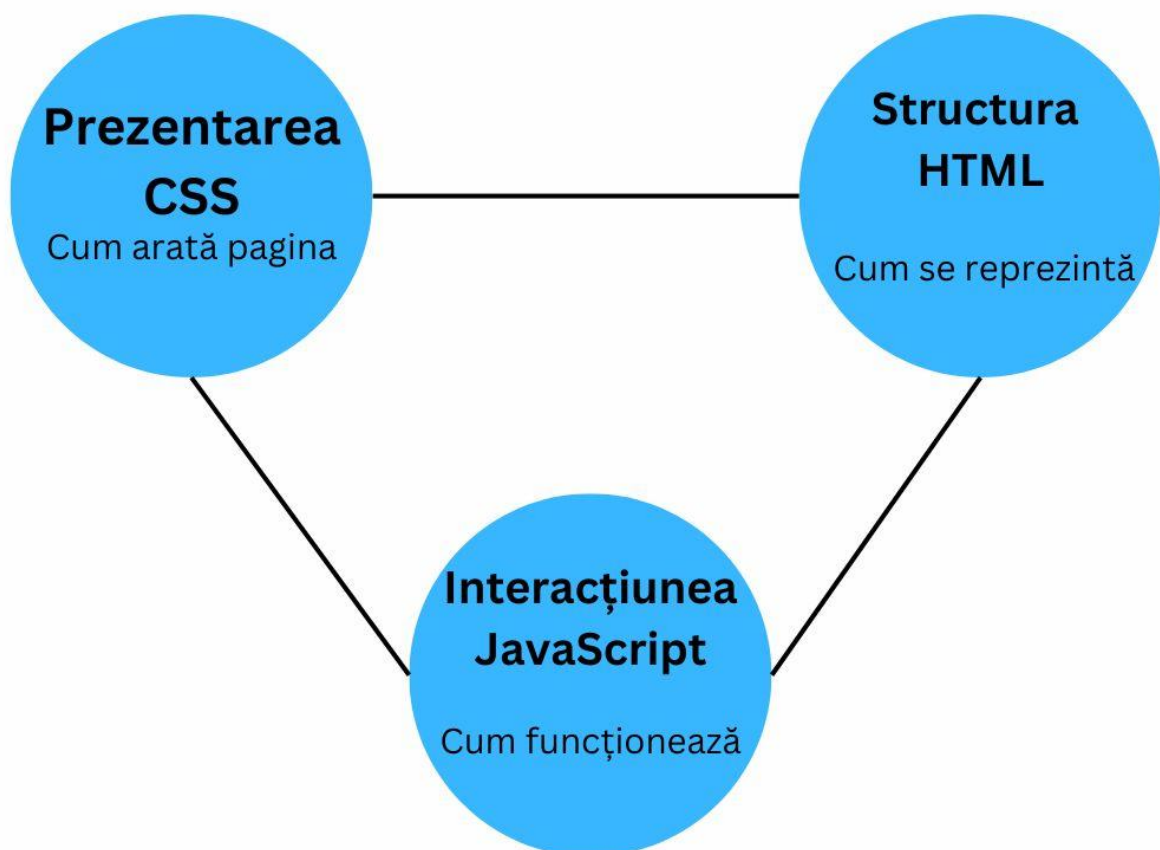 Prezentarea
CSS
Cum arată pagina
Structura
HTML
Cum se reprezintă
Interacțiunea
JavaScript
Cum funcționează